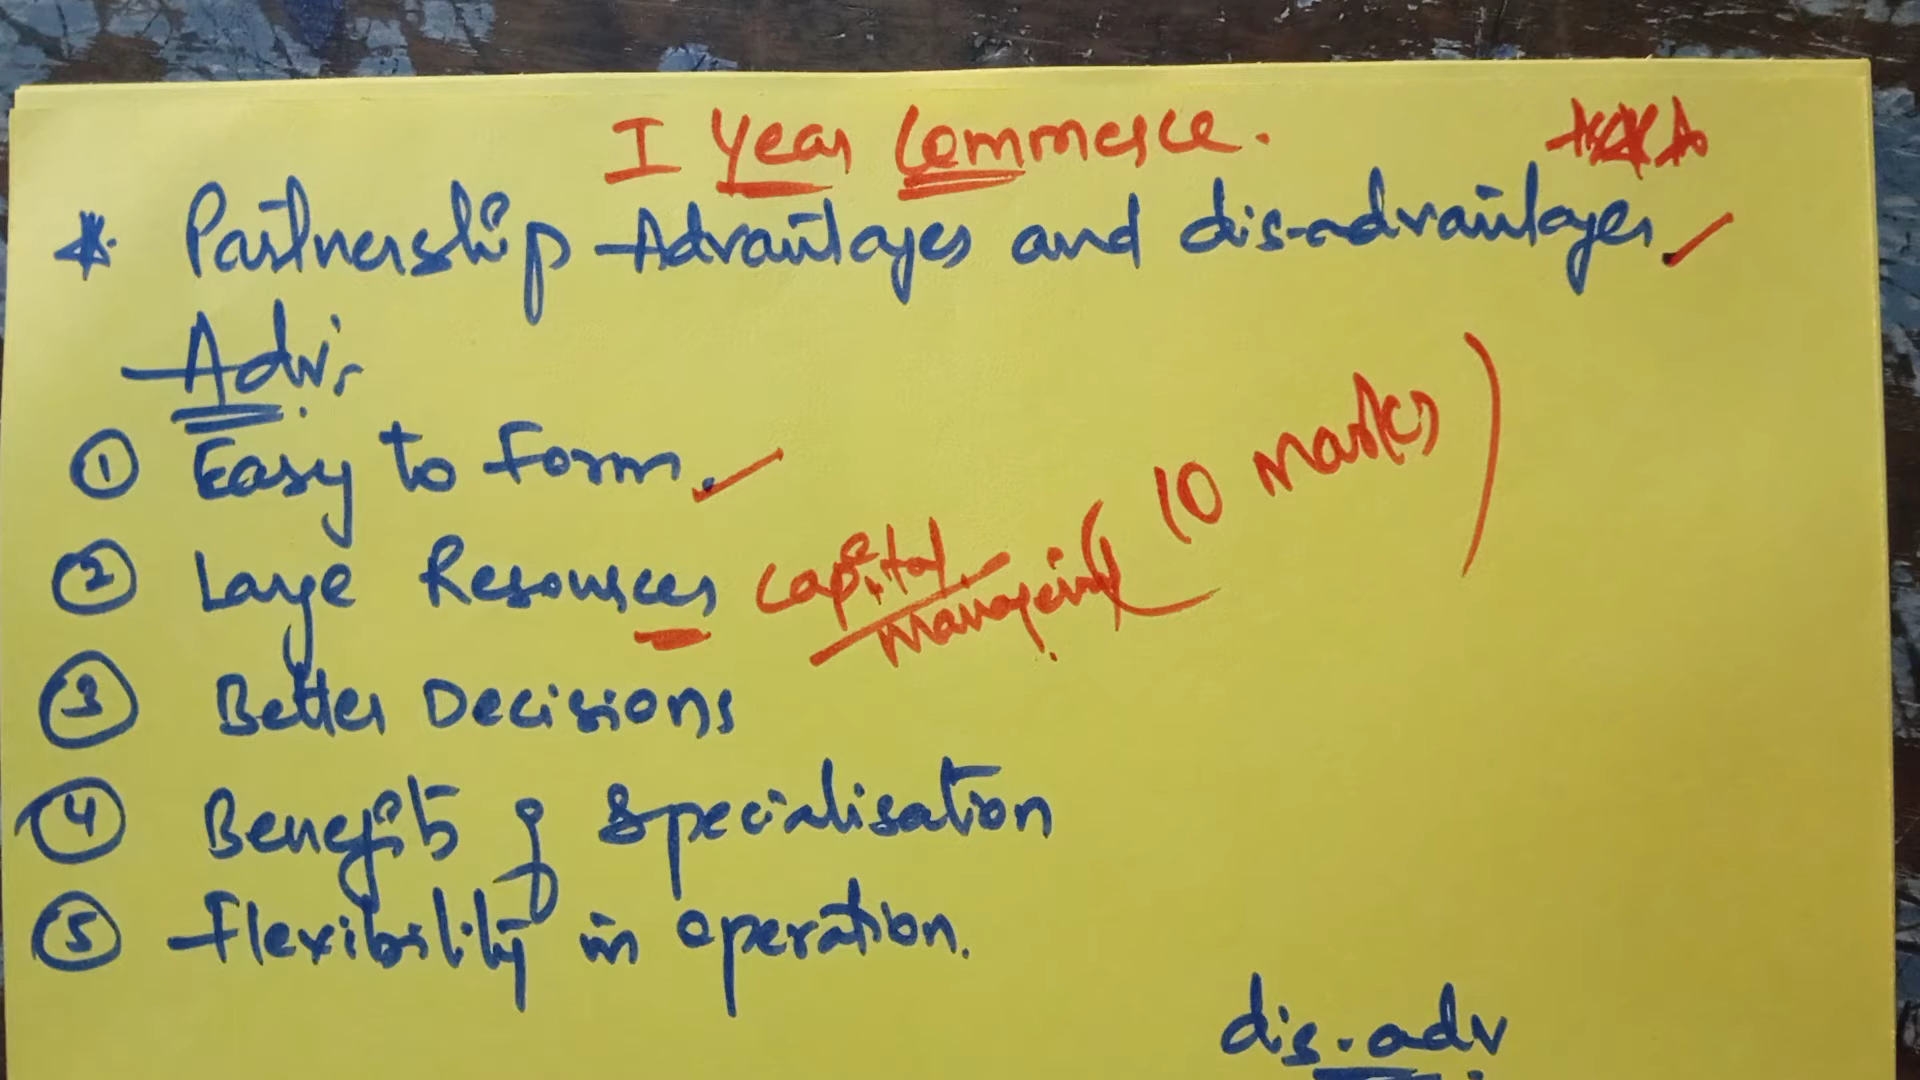 I Year Commerce.
* Partnership Advantages and dis-advantages
Adv:
① Easy to Form.
(10 marks)
② Large Resources capital
③ Better Decisions
④ Benefits of Specialisation
⑤ Flexibility in operation.
dis-adv